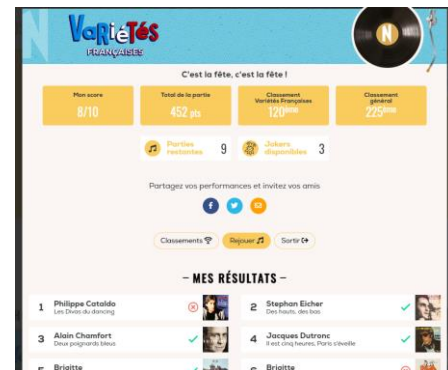 VaRiéTés
FRANÇAISES
N
N
C'est la fête, c'est la fête !
Mon score
8/10
Total de la partie
452 pts
Classement
Variétés Françaises
120ème
Classement
général
225ème
Parties
restantes
9
Jokers
disponibles
3
Partagez vos performances et invitez vos amis
Classements
Rejouer
Sortir
– MES RÉSULTATS –
1 Philippe Cataldo
Les Divas du dancing
2 Stephan Eicher
Des hauts, des bas
3 Alain Chamfort
Deux poignards bleus
4 Jacques Dutronc
Il est cinq heures, Paris s'éveille
5 Brigitte
6 Brigitte